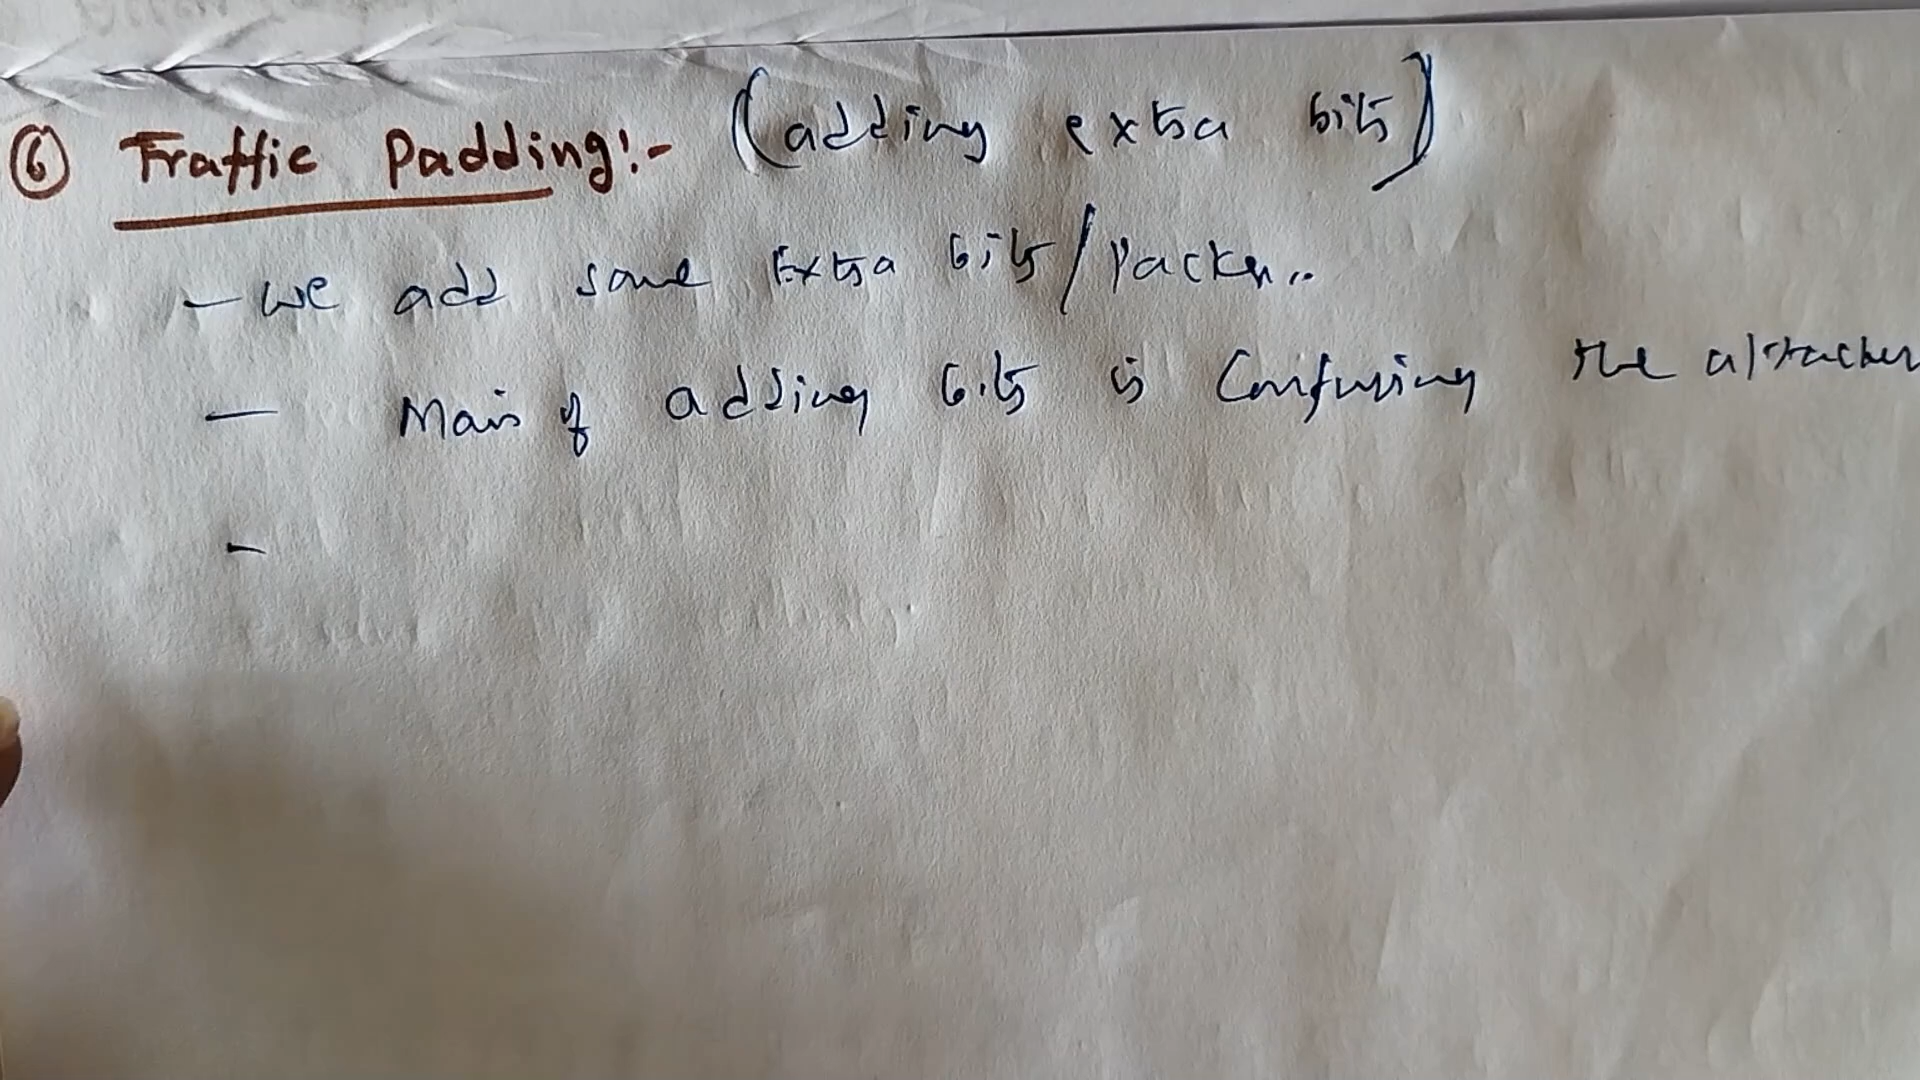 ⑥ Traffic Padding:- (adding extra bits)
- we add some Extra bits/Packer..
- Main of adding bits is Confusing the attacker
-